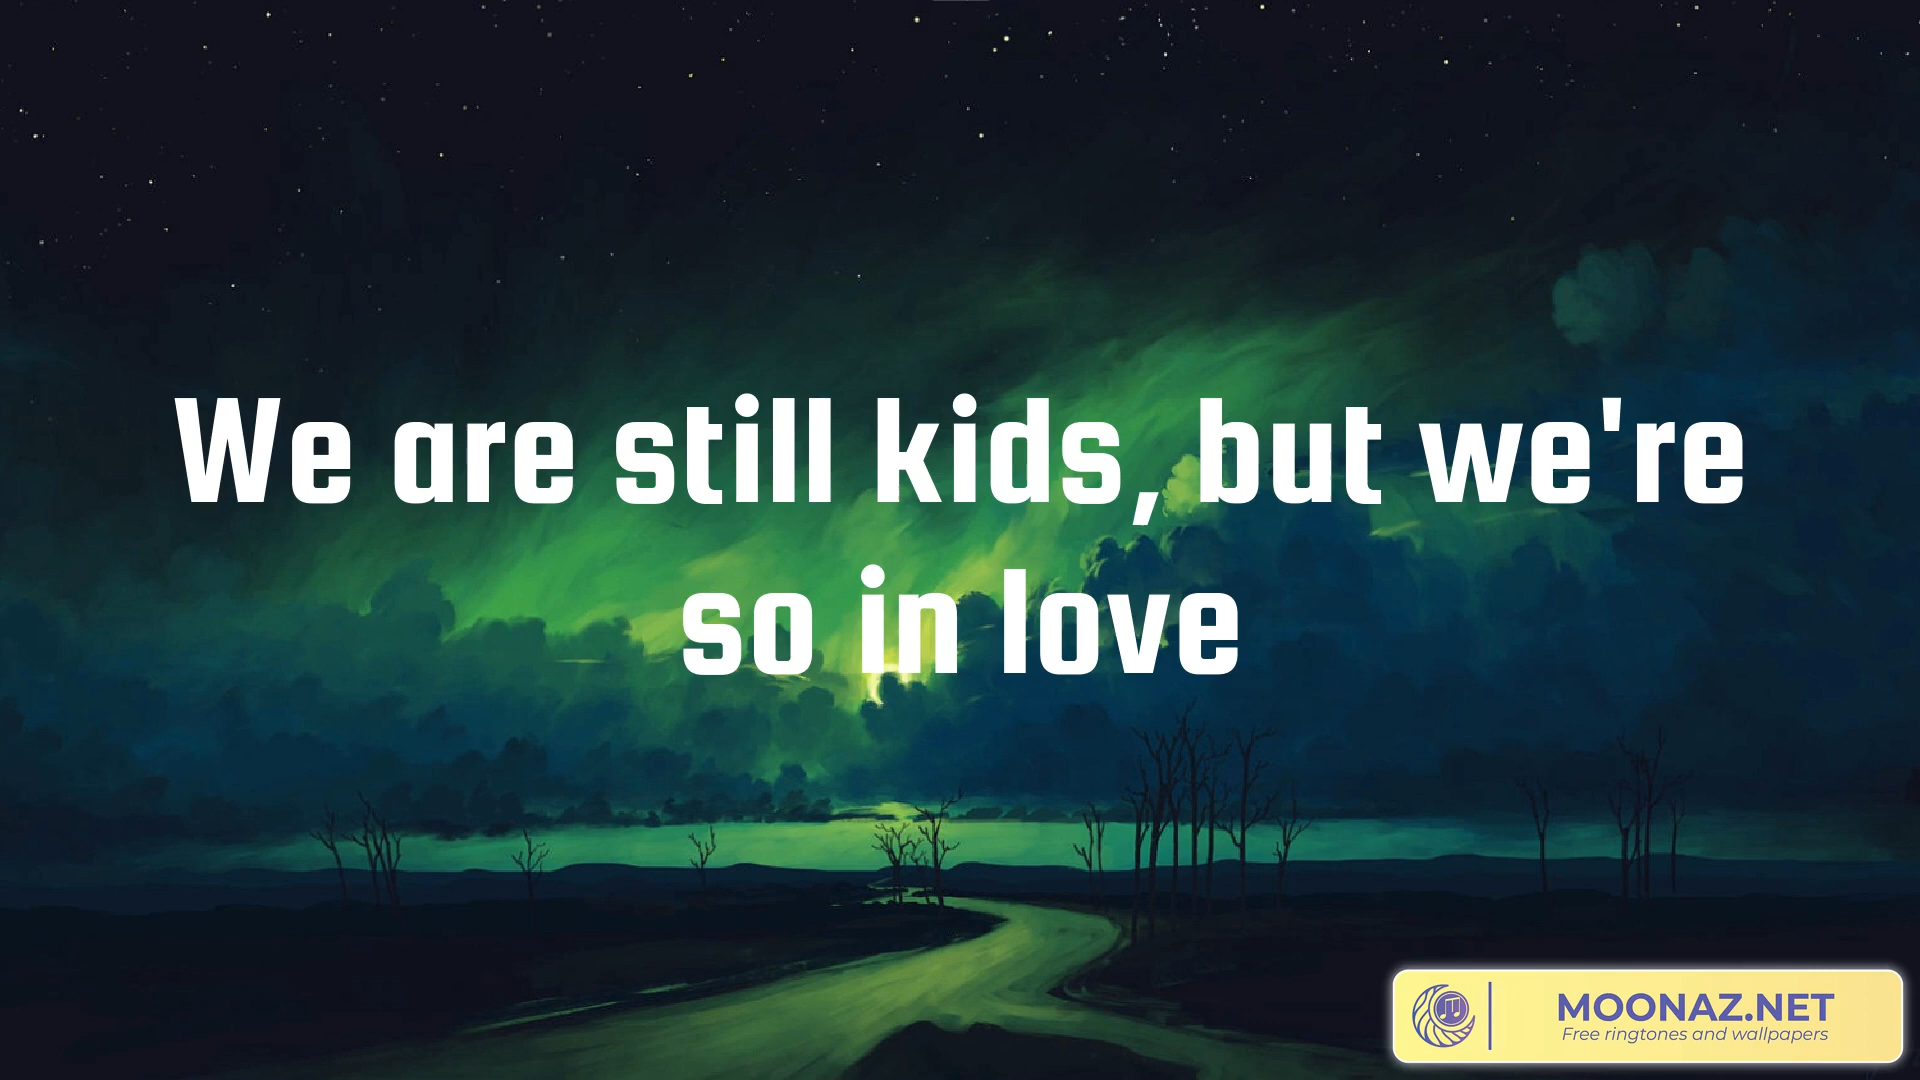 We are still kids, but we're
so in love
MOONAZ.NET
Free ringtones and wallpapers